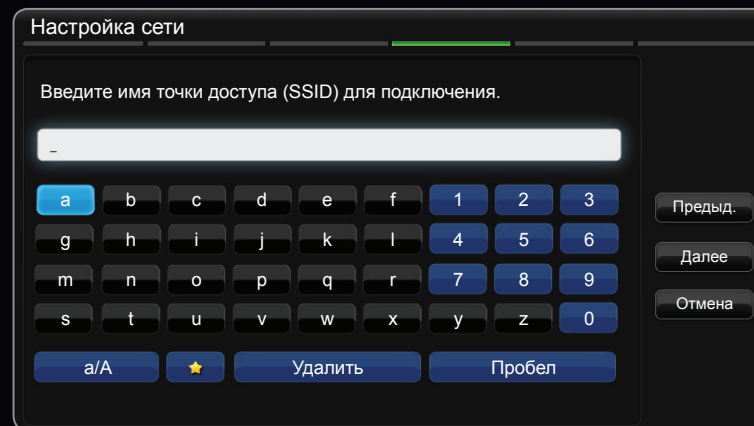 Настройка сети
Введите имя точки доступа (SSID) для подключения.
_
a b c d e f 1 2 3
g h i j k l 4 5 6
m n o p q r 7 8 9
s t u v w x y z 0
a/A Удалить Пробел
Предыд.
Далее
Отмена